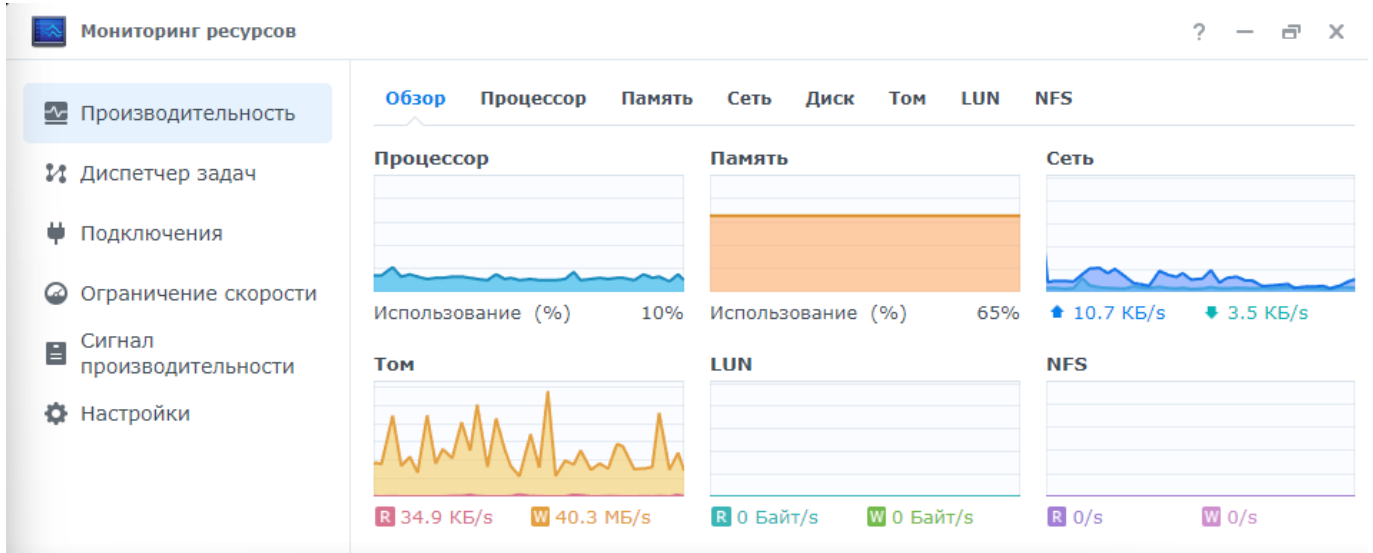 Мониторинг ресурсов
?
Производительность
Диспетчер задач
Подключения
Ограничение скорости
Сигнал
производительности
Настройки
Обзор Процессор Память Сеть Диск Том LUN NFS
Процессор
Использование (%) 10%
Память
Использование (%) 65%
Сеть
10.7 КБ/s 3.5 КБ/s
Том
R 34.9 КБ/s W 40.3 МБ/s
LUN
R 0 Байт/s W 0 Байт/s
NFS
R 0/s W 0/s